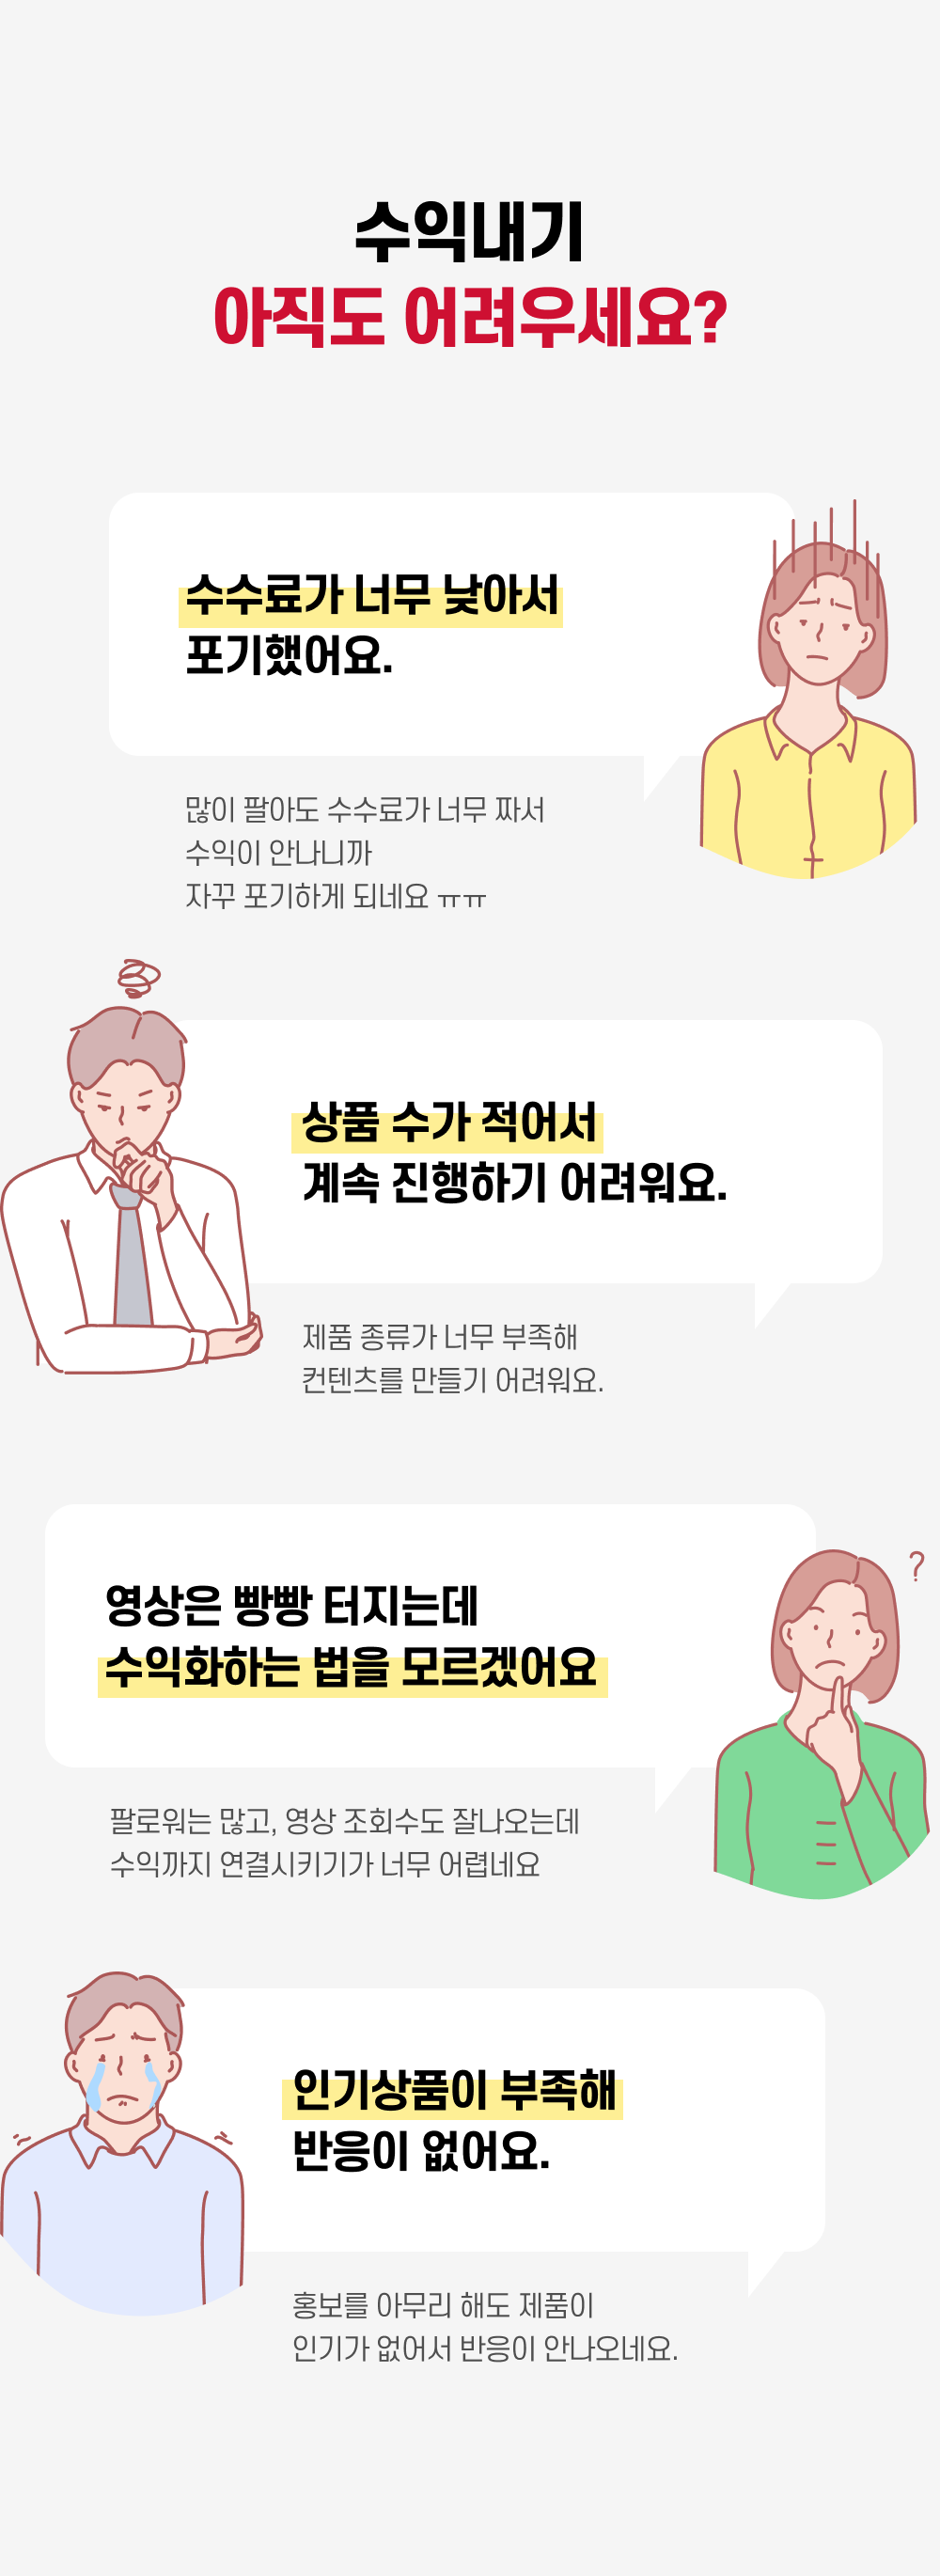 수익내기
아직도 어려우세요?
수수료가 너무 낮아서
포기했어요.
많이 팔아도 수수료가 너무 짜서
수익이 안나니까
자꾸 포기하게 되네요 ㅠㅠ
상품 수가 적어서
계속 진행하기 어려워요.
제품 종류가 너무 부족해
컨텐츠를 만들기 어려워요.
?
영상은 빵빵 터지는데
수익화하는 법을 모르겠어요
팔로워는 많고, 영상 조회수도 잘나오는데
수익까지 연결시키기가 너무 어렵네요
인기상품이 부족해
반응이 없어요.
홍보를 아무리 해도 제품이
인기가 없어서 반응이 안나오네요.